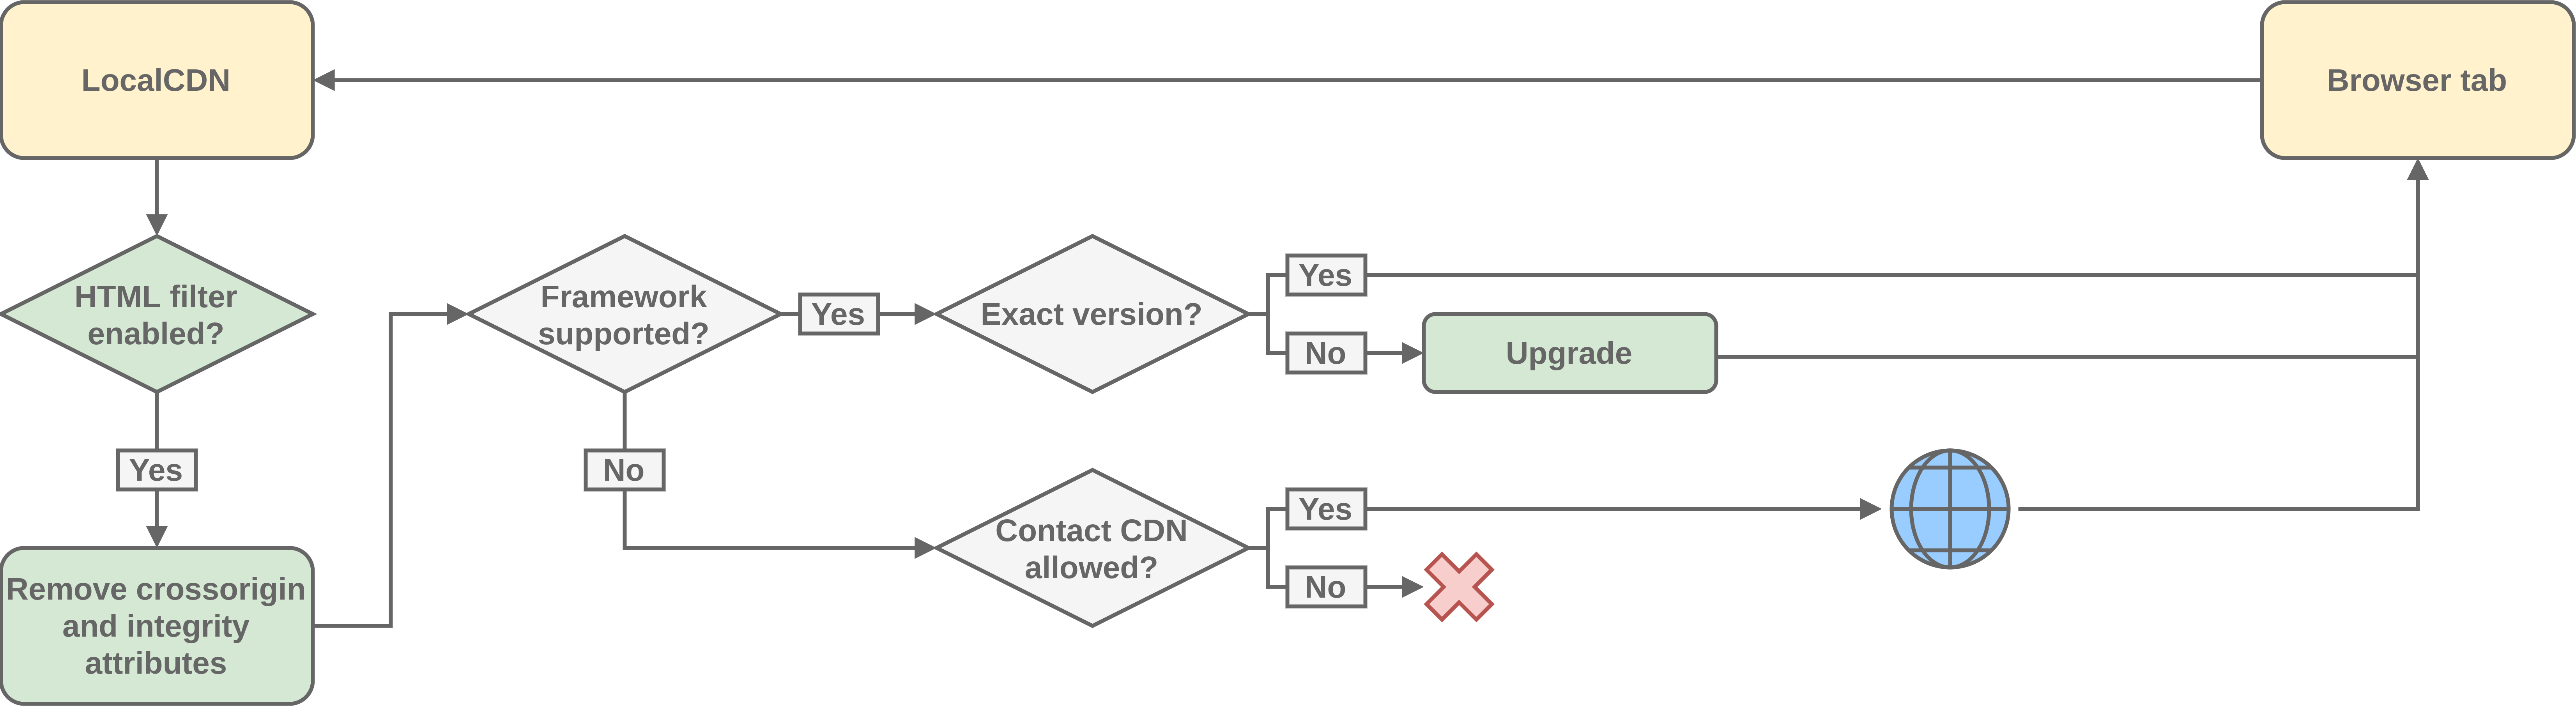 LocalCDN
Browser tab
HTML filter
enabled?
Yes
Remove crossorigin
and integrity
attributes
Framework
supported?
Yes
No
Exact version?
Yes
No
Upgrade
Contact CDN
allowed?
Yes
No